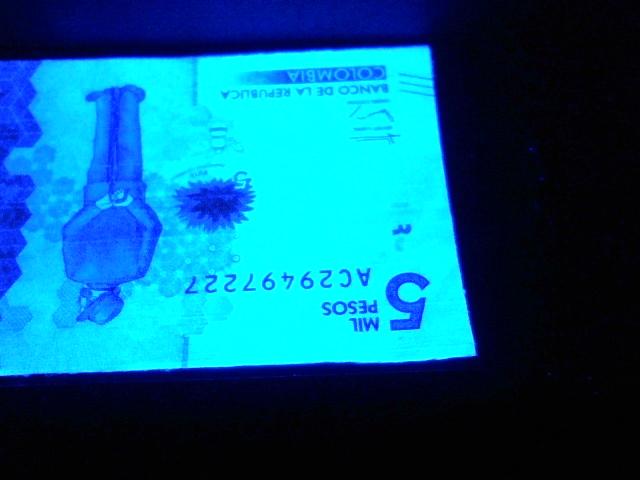 5 MIL
PESOS
AC29497227
BANCO DE LA REPUBLICA
COLOMBIA